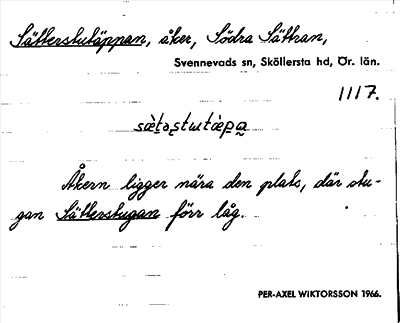 Sätterstutäppan, åker, Södra Sättran,
Svennevads sn, Sköllersta hd, Ör. län.
1117.
Åkern ligger nära den plats, där stu-
gan Sätterstugan förr låg.
PER-AXEL WIKTORSSON 1966.